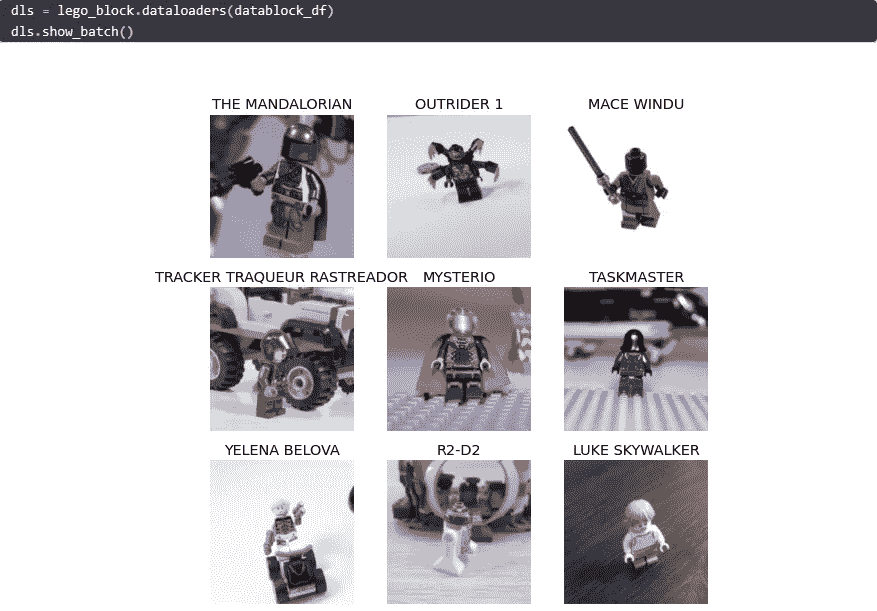 dls = lego_block.dataloaders(datablock_df)
dls.show_batch()
THE MANDALORIAN OUTRIDER 1 MACE WINDU
TRACKER TRAQUEUR RASTREADOR MYSTERIO TASKMASTER
YELENA BELOVA R2-D2 LUKE SKYWALKER